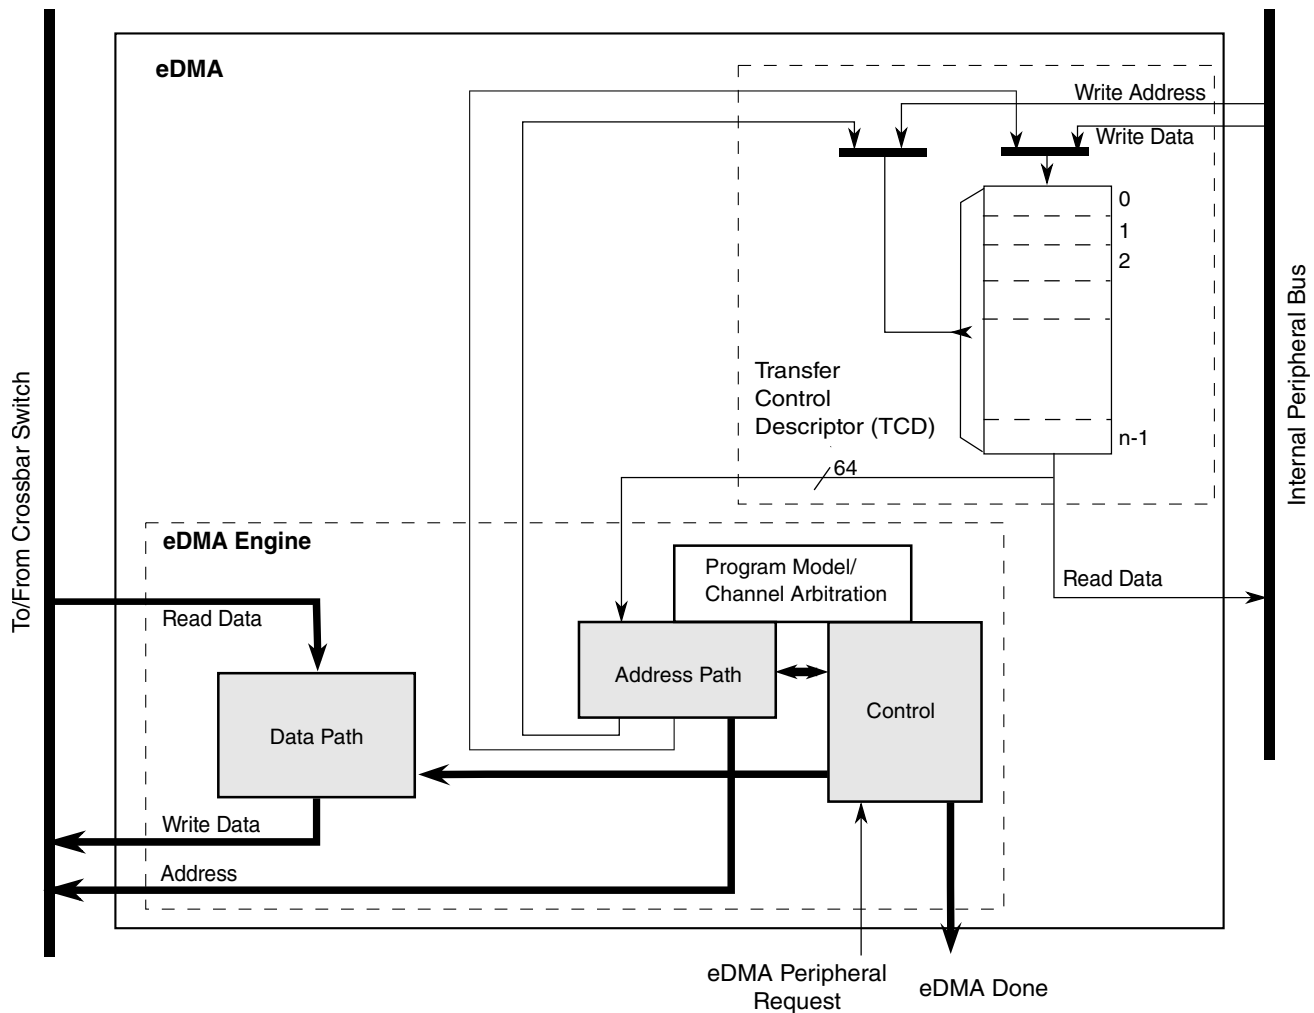 eDMA
Write Address
Write Data
0
1
2
Transfer
Control
Descriptor (TCD)
n-1
64
To/From Crossbar Switch
Internal Peripheral Bus
eDMA Engine
Program Model/
Channel Arbitration
Read Data
Read Data
Address Path
Control
Data Path
Write Data
Address
eDMA Peripheral
Request
eDMA Done